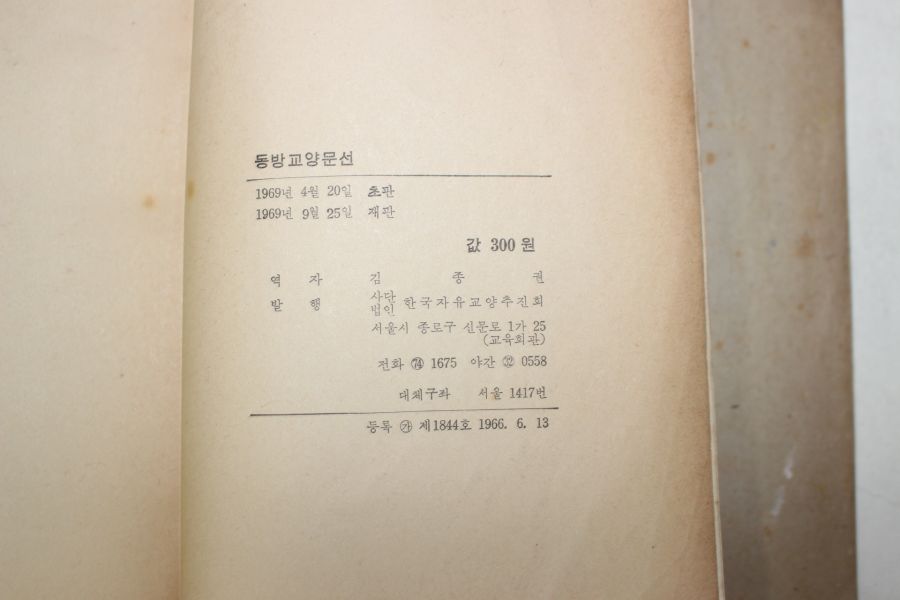 동방교양문선
1969년 4월 20일 초판
1969년 9월 25일 재판
값 300원
역 자 김 종 권
발 행 사단법인 한국자유교양추진회
서울시 종로구 신문로 1가 25
(교육회관)
전화 ㉔ 1675 야간 ㉜ 0558
대체구좌 서울 1417번
등록 ㉮ 제1844호 1966. 6. 13